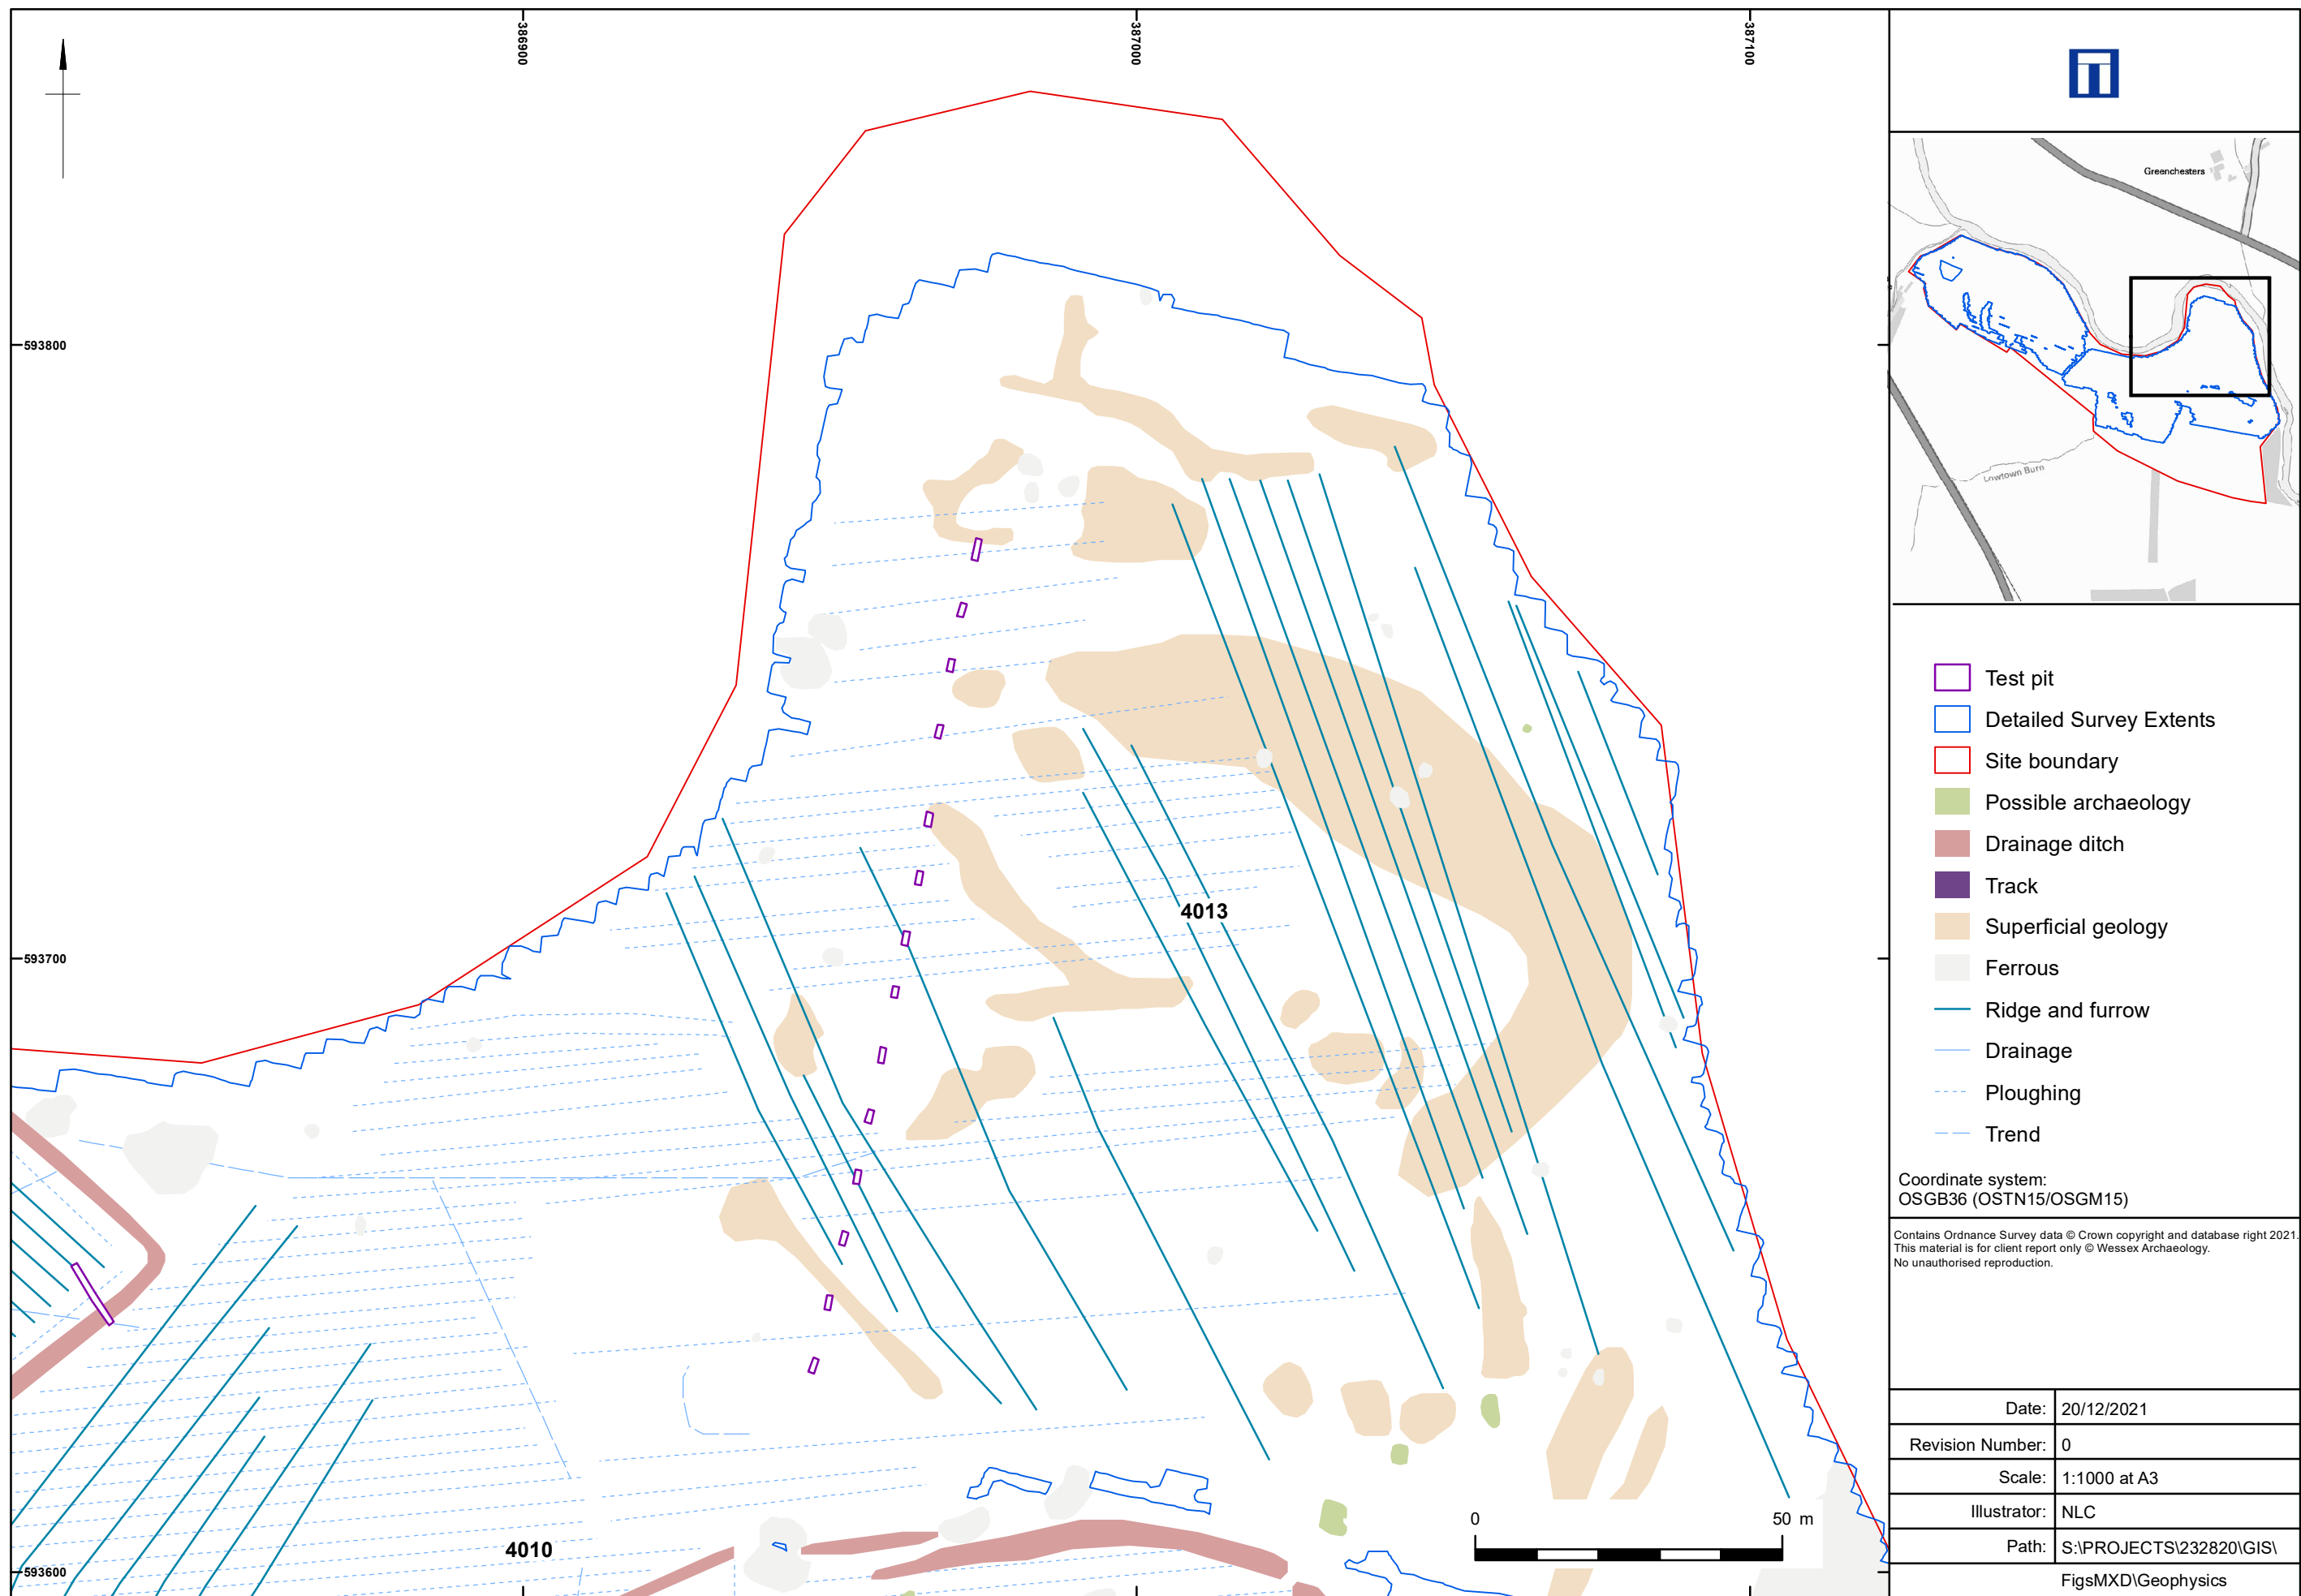 386900
387000
387100
593800
593700
593600
4013
4010
0 50 m
Greenchesters
Lowtown Burn
Test pit
Detailed Survey Extents
Site boundary
Possible archaeology
Drainage ditch
Track
Superficial geology
Ferrous
Ridge and furrow
Drainage
Ploughing
Trend
Coordinate system:
OSGB36 (OSTN15/OSGM15)
Contains Ordnance Survey data © Crown copyright and database right 2021.
This material is for client report only © Wessex Archaeology.
No unauthorised reproduction.
Date: 20/12/2021
Revision Number: 0
Scale: 1:1000 at A3
Illustrator: NLC
Path: S:\PROJECTS\232820\GIS\
FigsMXD\Geophysics